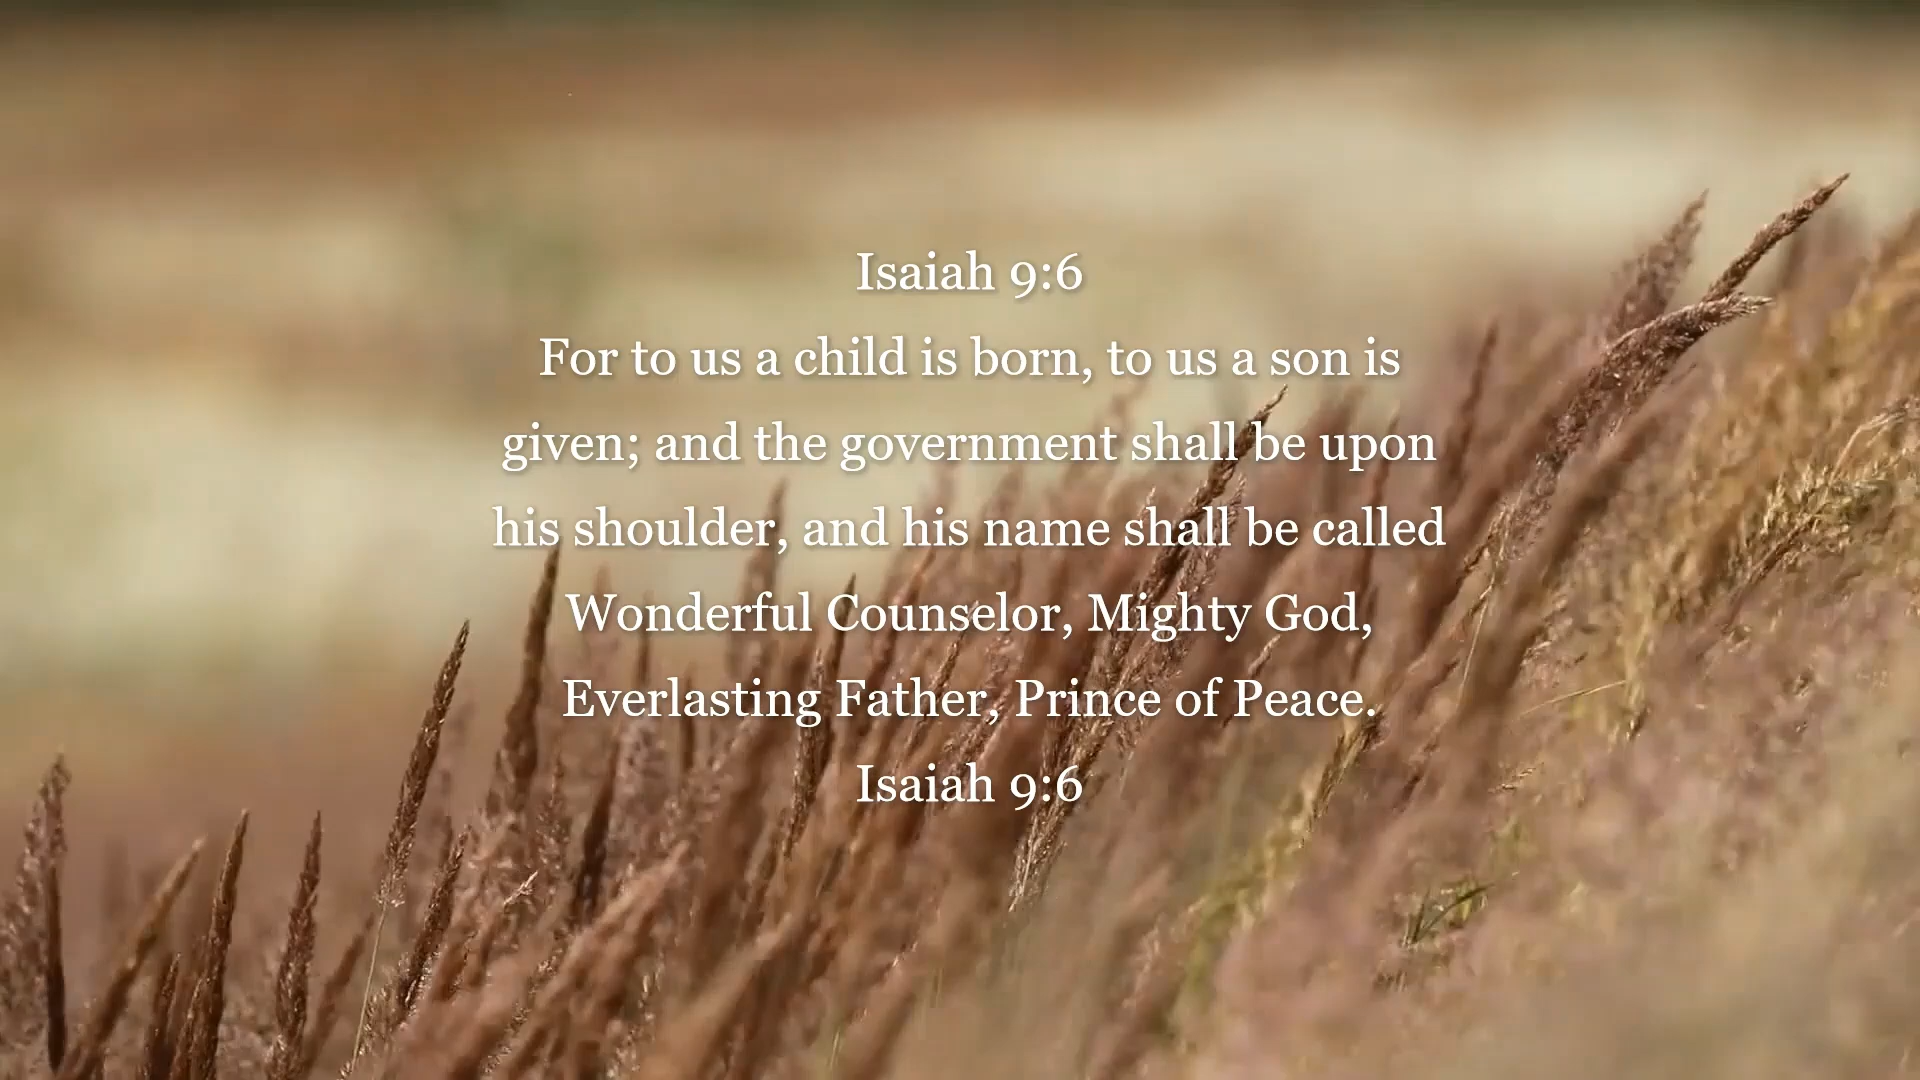 Isaiah 9:6
For to us a child is born, to us a son is
given; and the government shall be upon
his shoulder, and his name shall be called
Wonderful Counselor, Mighty God,
Everlasting Father, Prince of Peace.
Isaiah 9:6